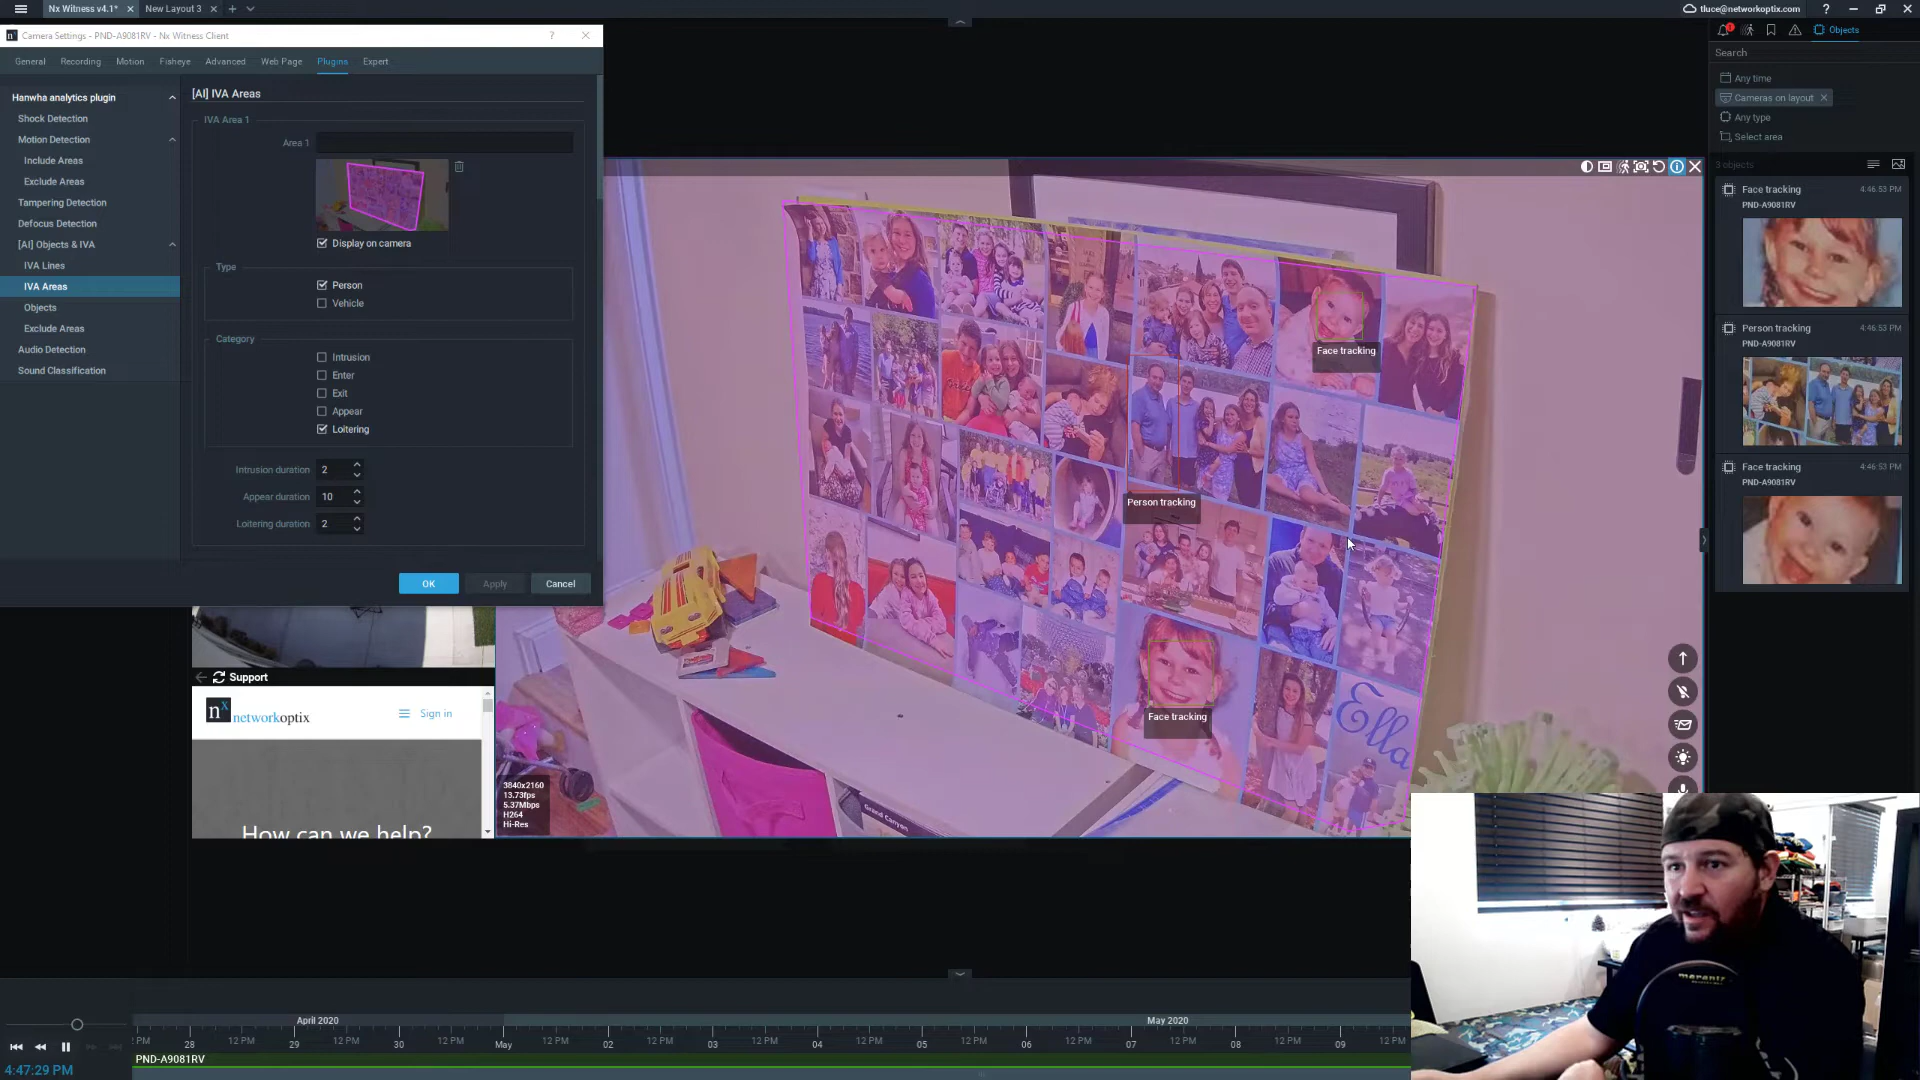 Nx Witness v4.1*
New Layout 3
tluce@networkoptix.com
?
Camera Settings - PND-A9081RV - Nx Witness Client
?
General
Recording
Motion
Fisheye
Advanced
Web Page
Plugins
Expert
Hanwha analytics plugin
Shock Detection
Motion Detection
Include Areas
Exclude Areas
Tampering Detection
Defocus Detection
[AI] Objects & IVA
IVA Lines
IVA Areas
Objects
Exclude Areas
Audio Detection
Sound Classification
[AI] IVA Areas
IVA Area 1
Area 1
Display on camera
Type
Person
Vehicle
Category
Intrusion
Enter
Exit
Appear
Loitering
Intrusion duration 2
Appear duration 10
Loitering duration 2
OK
Apply
Cancel
Support
nx networkoptix
Sign in
How can we help?
Face tracking
Person tracking
Face tracking
Ella
Grand Canyon
3840x2160
13.73fps
5.37Mbps
H264
Hi-Res
Objects
Search
Any time
Cameras on layout
Any type
Select area
3 objects
Face tracking 4:46:53 PM
PND-A9081RV
Person tracking 4:46:53 PM
PND-A9081RV
Face tracking 4:46:53 PM
PND-A9081RV
marantz
April 2020
May 2020
PM 28 12 PM 29 12 PM 30 12 PM May 12 PM 02 12 PM 03 12 PM 04 12 PM 05 12 PM 06 12 PM 07 12 PM 08 12 PM 09 12 PM
PND-A9081RV
4:47:29 PM